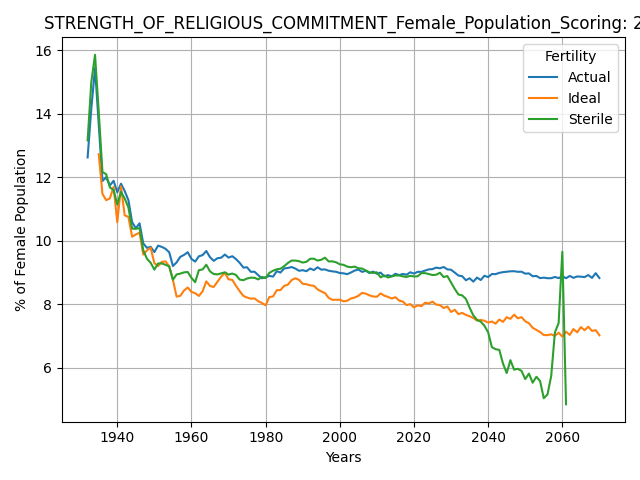 STRENGTH_OF_RELIGIOUS_COMMITMENT_Female_Population_Scoring: 2
Fertility
Actual
Ideal
Sterile
% of Female Population
16
14
12
10
8
6
1940 1960 1980 2000 2020 2040 2060
Years